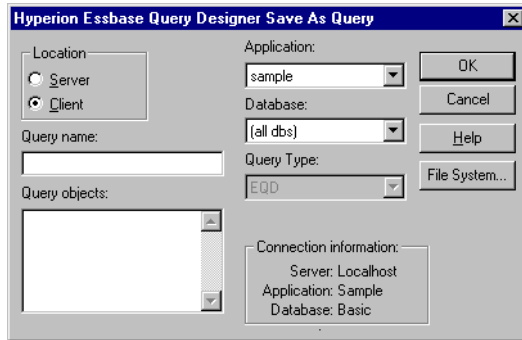 Hyperion Essbase Query Designer Save As Query
Location
Server
Client
Query name:
Query objects:
Application:
sample
Database:
(all dbs)
Query Type:
EQD
Connection information:
Server: Localhost
Application: Sample
Database: Basic
OK
Cancel
Help
File System...